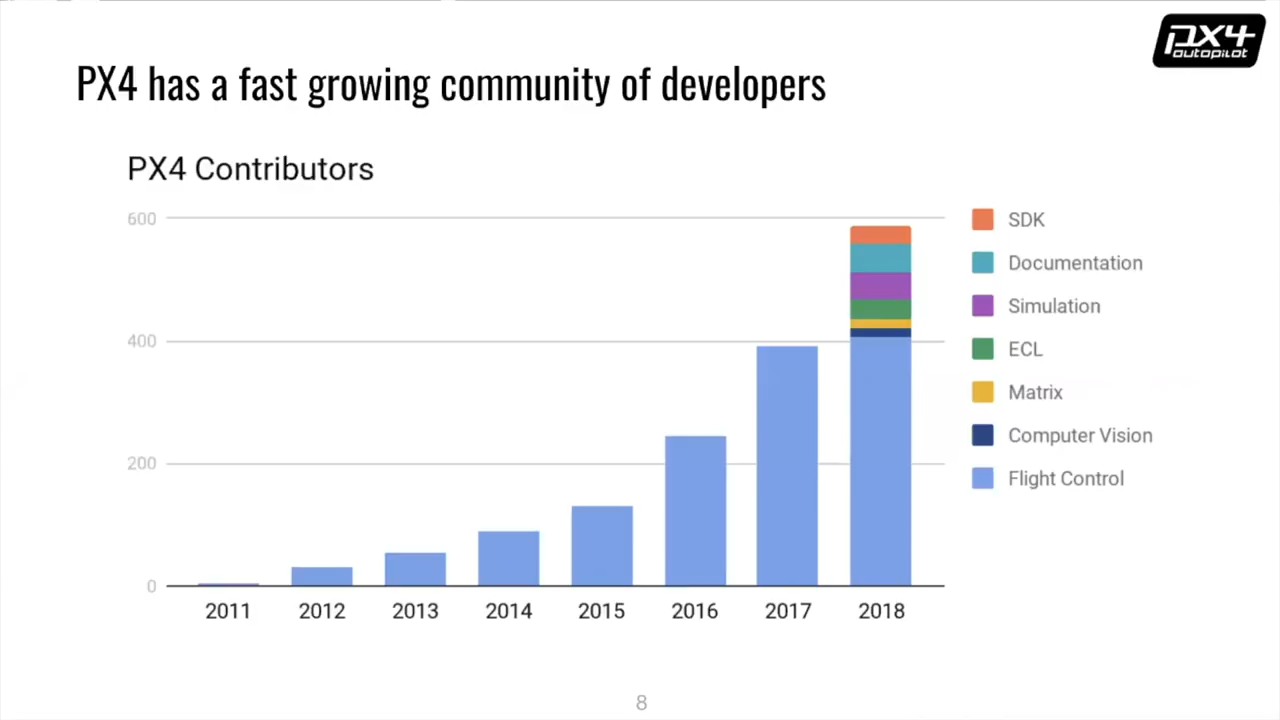 PX4
autopilot
PX4 has a fast growing community of developers
PX4 Contributors
600
400
200
0
2011 2012 2013 2014 2015 2016 2017 2018
SDK
Documentation
Simulation
ECL
Matrix
Computer Vision
Flight Control
8